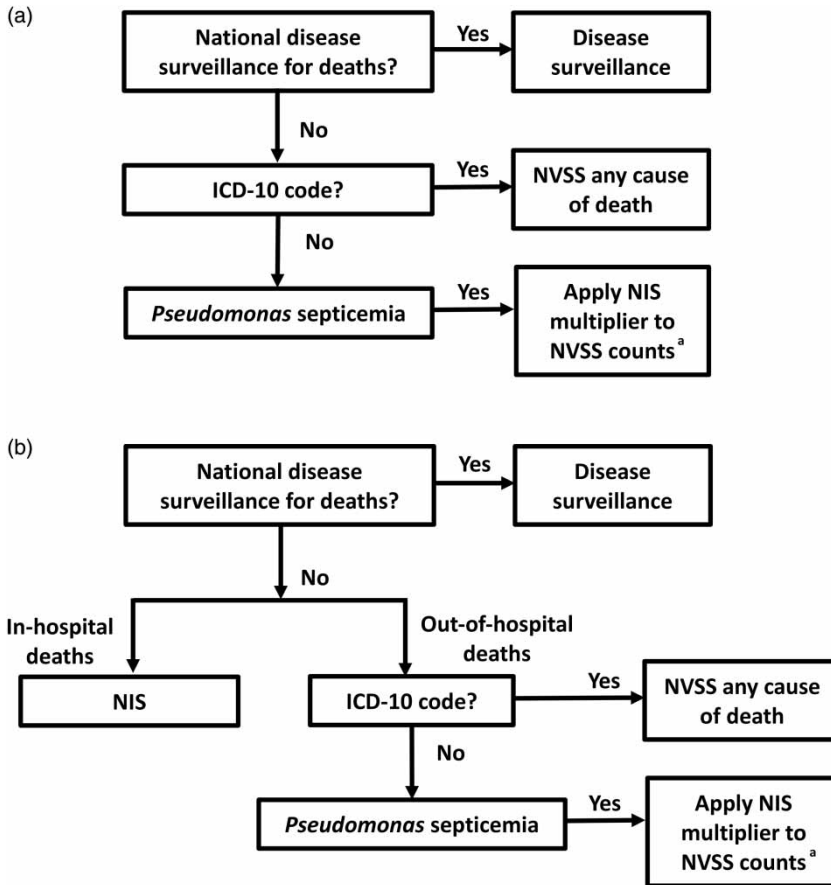 (a)
National disease
surveillance for deaths?
Yes
Disease
surveillance
No
ICD-10 code?
Yes
NVSS any cause
of death
No
Pseudomonas septicemia
Yes
Apply NIS
multiplier to
NVSS counts a
(b)
National disease
surveillance for deaths?
Yes
Disease
surveillance
No
In-hospital
deaths
Out-of-hospital
deaths
NIS
ICD-10 code?
Yes
NVSS any cause
of death
No
Pseudomonas septicemia
Yes
Apply NIS
multiplier to
NVSS counts a